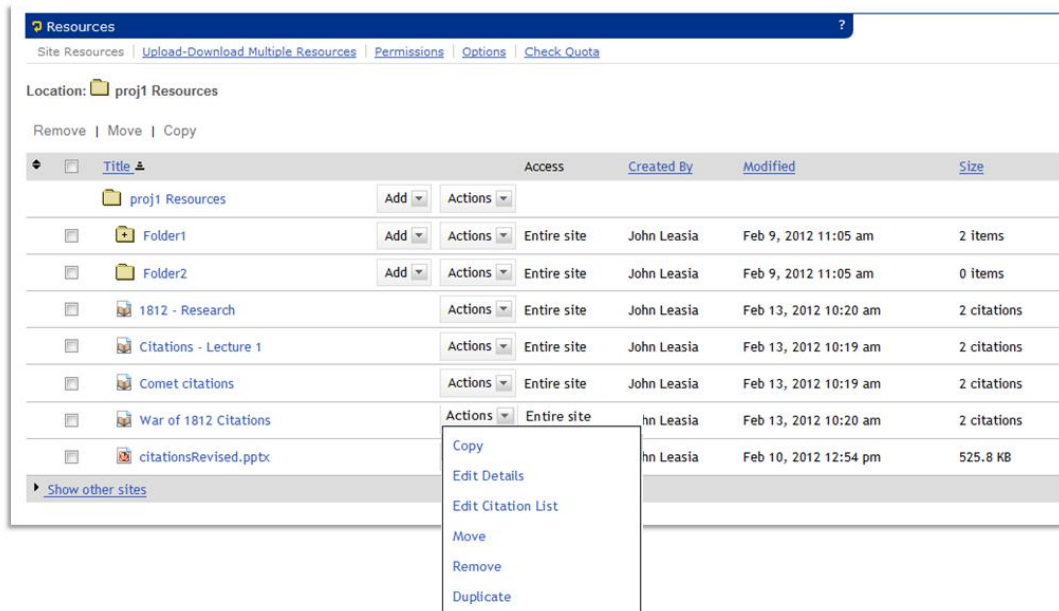 Resources ?
Site Resources | Upload-Download Multiple Resources | Permissions | Options | Check Quota
Location: proj1 Resources
Remove | Move | Copy
Title Access Created By Modified Size
proj1 Resources Add Actions
Folder1 Add Actions Entire site John Leasia Feb 9, 2012 11:05 am 2 items
Folder2 Add Actions Entire site John Leasia Feb 9, 2012 11:05 am 0 items
1812 - Research Actions Entire site John Leasia Feb 13, 2012 10:20 am 2 citations
Citations - Lecture 1 Actions Entire site John Leasia Feb 13, 2012 10:19 am 2 citations
Comet citations Actions Entire site John Leasia Feb 13, 2012 10:19 am 2 citations
War of 1812 Citations Actions Entire site hn Leasia Feb 13, 2012 10:20 am 2 citations
citationsRevised.pptx hn Leasia Feb 10, 2012 12:54 pm 525.8 KB
Show other sites
Copy
Edit Details
Edit Citation List
Move
Remove
Duplicate